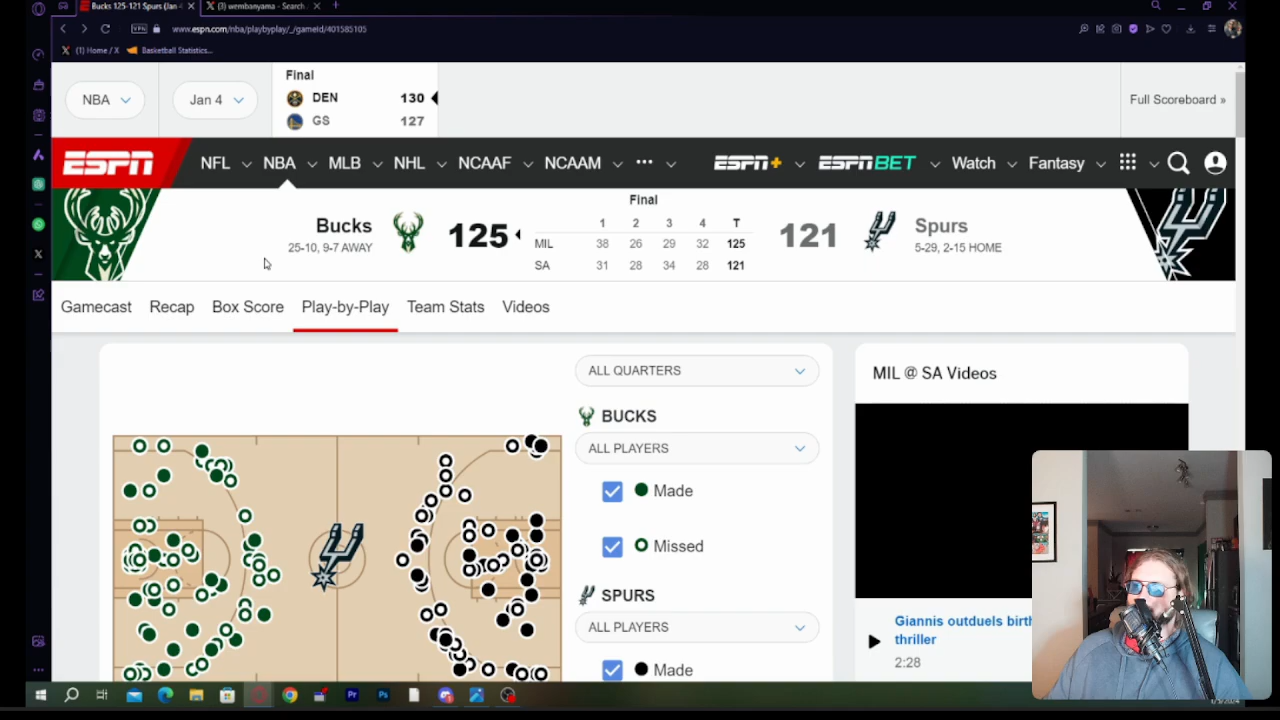 Bucks 125-121 Spurs (Jan 4
(3) wembanyama - Search
VPN
www.espn.com/nba/playbyplay/_/gameId/401585105
(1) Home / X
Basketball Statistics...
NBA
Jan 4
Final
DEN 130
GS 127
Full Scoreboard »
ESPN
NFL NBA MLB NHL NCAAF NCAAM ... ESPN+ ESPN BET Watch Fantasy
Final
Bucks
25-10, 9-7 AWAY
125
1 2 3 4 T
MIL 38 26 29 32 125
SA 31 28 34 28 121
121
Spurs
5-29, 2-15 HOME
Gamecast Recap Box Score Play-by-Play Team Stats Videos
ALL QUARTERS
BUCKS
ALL PLAYERS
Made
Missed
SPURS
ALL PLAYERS
Made
MIL @ SA Videos
Giannis outduels
thriller
2:28
Pr
Ps